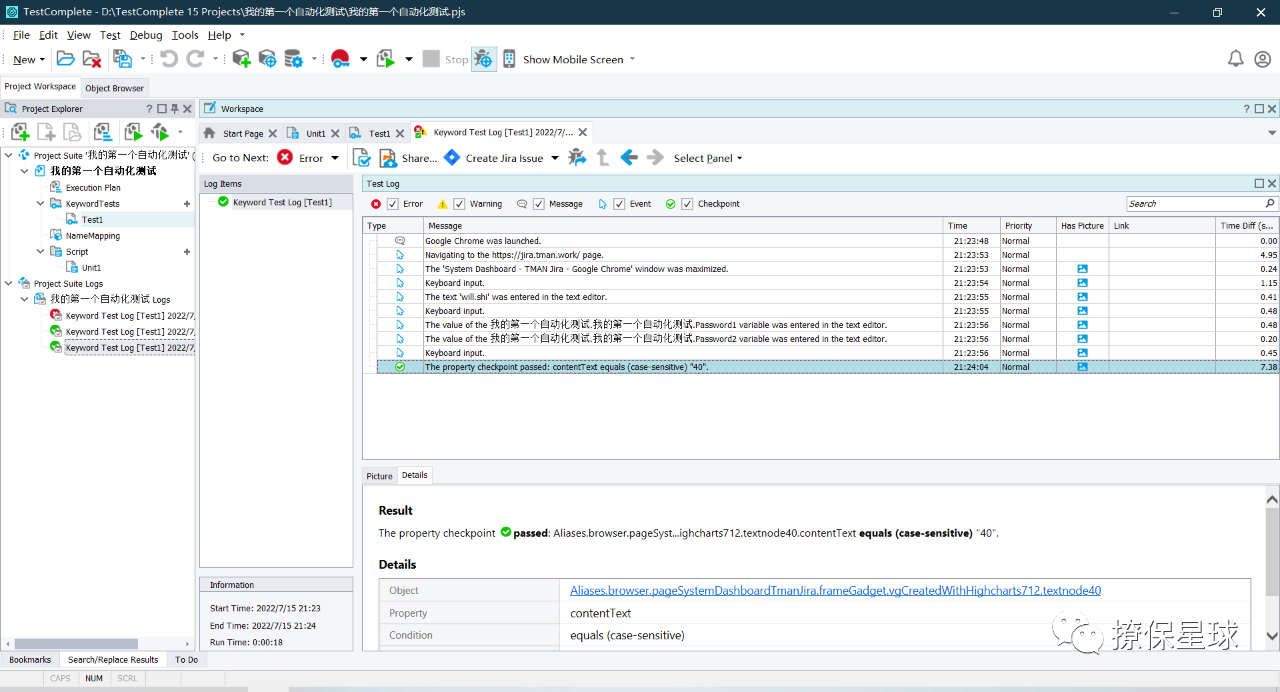 TestComplete - D:\TestComplete 15 Projects\我的第一个自动化测试\我的第一个自动化测试.pjs
File Edit View Test Debug Tools Help
New Stop Show Mobile Screen
Project Workspace Object Browser
Project Explorer
Workspace
Start Page Unit1 Test1 Keyword Test Log [Test1] 2022/7/...
Go to Next: Error Share... Create Jira Issue Select Panel
Project Suite '我的第一个自动化测试' (
我的第一个自动化测试
Execution Plan
KeywordTests
Test1
NameMapping
Script
Unit1
Project Suite Logs
我的第一个自动化测试 Logs
Keyword Test Log [Test1] 2022/7/
Keyword Test Log [Test1] 2022/7/
Keyword Test Log [Test1] 2022/7/
Log Items
Keyword Test Log [Test1]
Test Log
Error Warning Message Event Checkpoint Search
Type Message Time Priority Has Picture Link Time Diff (s...
Google Chrome was launched. 21:23:48 Normal 0.00
Navigating to the https://jira.tman.work/ page. 21:23:53 Normal 4.95
The 'System Dashboard - TMAN Jira - Google Chrome' window was maximized. 21:23:53 Normal 0.24
Keyboard input. 21:23:54 Normal 1.15
The text 'will.shi' was entered in the text editor. 21:23:55 Normal 0.41
Keyboard input. 21:23:55 Normal 0.48
The value of the 我的第一个自动化测试.我的第一个自动化测试.Password1 variable was entered in the text editor. 21:23:56 Normal 0.48
The value of the 我的第一个自动化测试.我的第一个自动化测试.Password2 variable was entered in the text editor. 21:23:56 Normal 0.20
Keyboard input. 21:23:56 Normal 0.45
The property checkpoint passed: contentText equals (case-sensitive) "40". 21:24:04 Normal 7.38
Picture Details
Result
The property checkpoint passed: Aliases.browser.pageSyst...ighcharts712.textnode40.contentText equals (case-sensitive) "40".
Details
Object Aliases.browser.pageSystemDashboardTmanJira.frameGadget.vgCreatedWithHighcharts712.textnode40
Property contentText
Condition equals (case-sensitive)
Information
Start Time: 2022/7/15 21:23
End Time: 2022/7/15 21:24
Run Time: 0:00:18
撩保星球
Bookmarks Search/Replace Results To Do
CAPS NUM SCRL